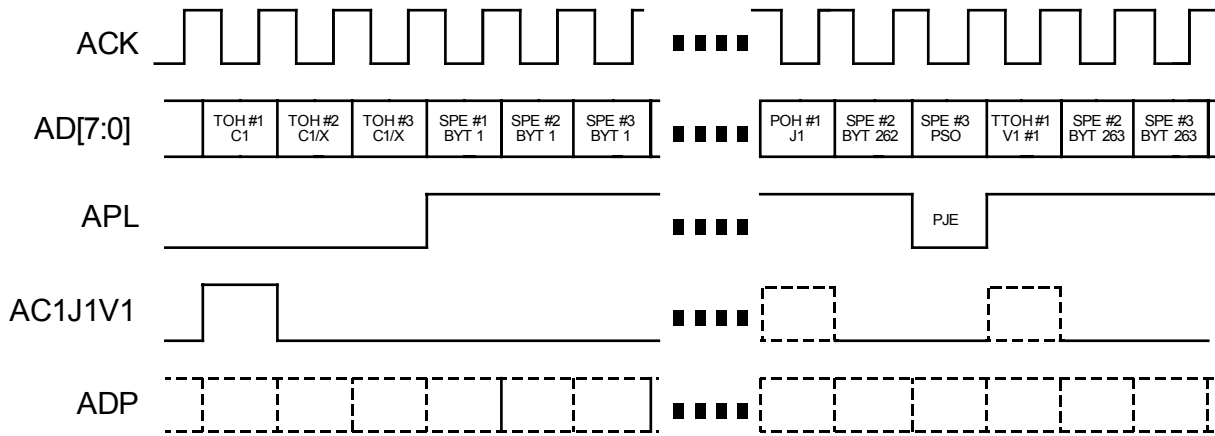 ACK
AD[7:0]
TOH #1
C1
TOH #2
C1/X
TOH #3
C1/X
SPE #1
BYT 1
SPE #2
BYT 1
SPE #3
BYT 1
POH #1
J1
SPE #2
BYT 262
SPE #3
PSO
TTOH #1
V1 #1
SPE #2
BYT 263
SPE #3
BYT 263
APL
PJE
AC1J1V1
ADP